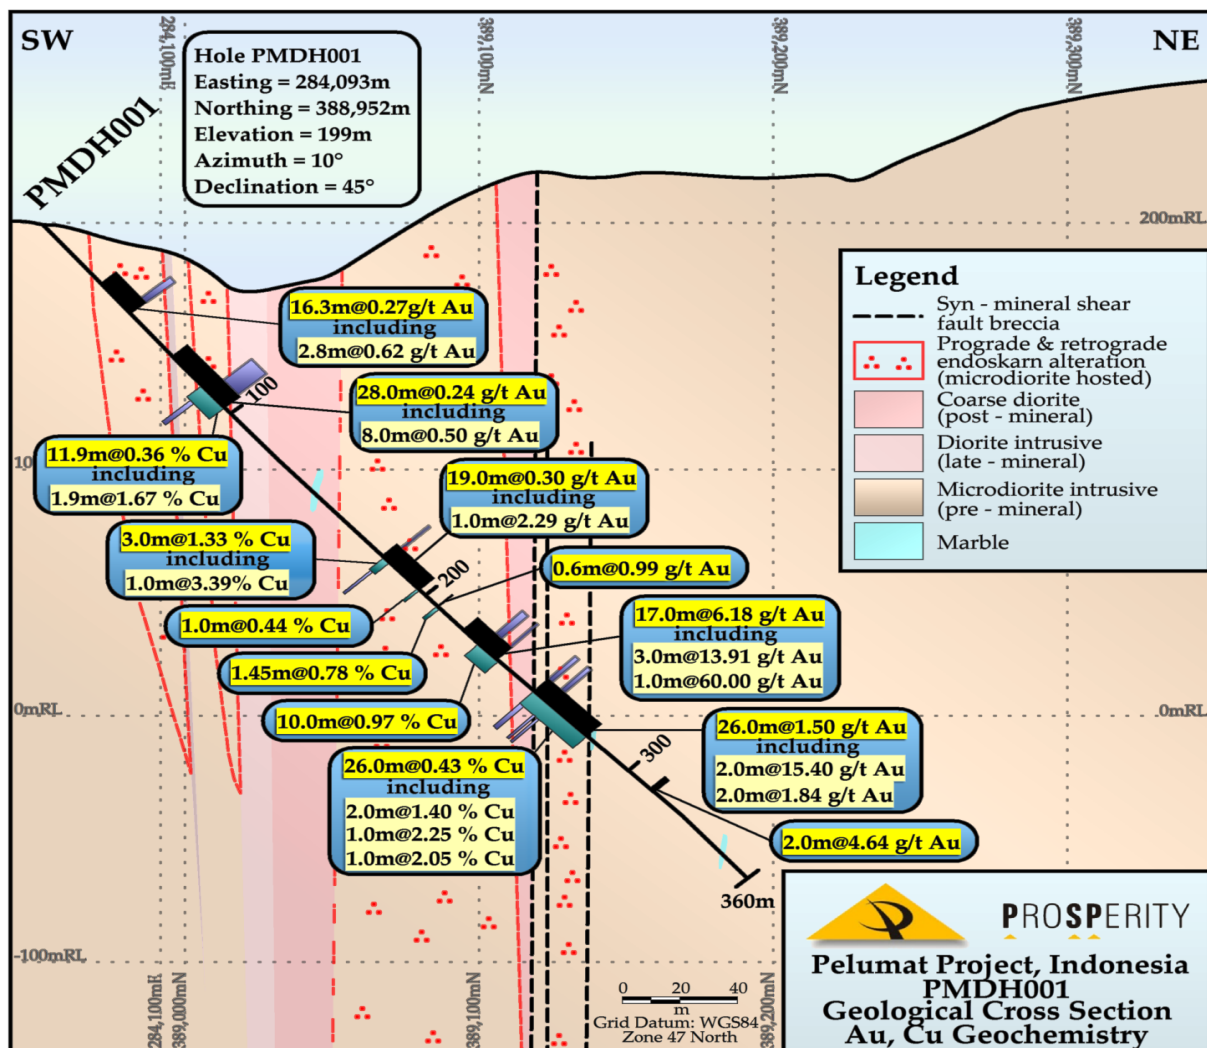 SW
NE
284,100mE
389,100mN
389,200mN
389,300mN
Hole PMDH001
Easting = 284,093m
Northing = 388,952m
Elevation = 199m
Azimuth = 10°
Declination = 45°
PMDH001
200mRL
Legend
Syn - mineral shear
fault breccia
Prograde & retrograde
endoskarn alteration
(microdiorite hosted)
Coarse diorite
(post - mineral)
Diorite intrusive
(late - mineral)
Microdiorite intrusive
(pre - mineral)
Marble
16.3m@0.27g/t Au
including
2.8m@0.62 g/t Au
100
28.0m@0.24 g/t Au
including
8.0m@0.50 g/t Au
11.9m@0.36 % Cu
including
1.9m@1.67 % Cu
10
19.0m@0.30 g/t Au
including
1.0m@2.29 g/t Au
3.0m@1.33 % Cu
including
1.0m@3.39% Cu
200
0.6m@0.99 g/t Au
1.0m@0.44 % Cu
17.0m@6.18 g/t Au
including
3.0m@13.91 g/t Au
1.0m@60.00 g/t Au
1.45m@0.78 % Cu
10.0m@0.97 % Cu
0mRL
0mRL
26.0m@1.50 g/t Au
including
2.0m@15.40 g/t Au
2.0m@1.84 g/t Au
300
26.0m@0.43 % Cu
including
2.0m@1.40 % Cu
1.0m@2.25 % Cu
1.0m@2.05 % Cu
2.0m@4.64 g/t Au
360m
-100mRL
284,100mE
389,000mN
389,100mN
389,200mN
0 20 40
m
Grid Datum: WGS84
Zone 47 North
PROSPERITY
Pelumat Project, Indonesia
PMDH001
Geological Cross Section
Au, Cu Geochemistry